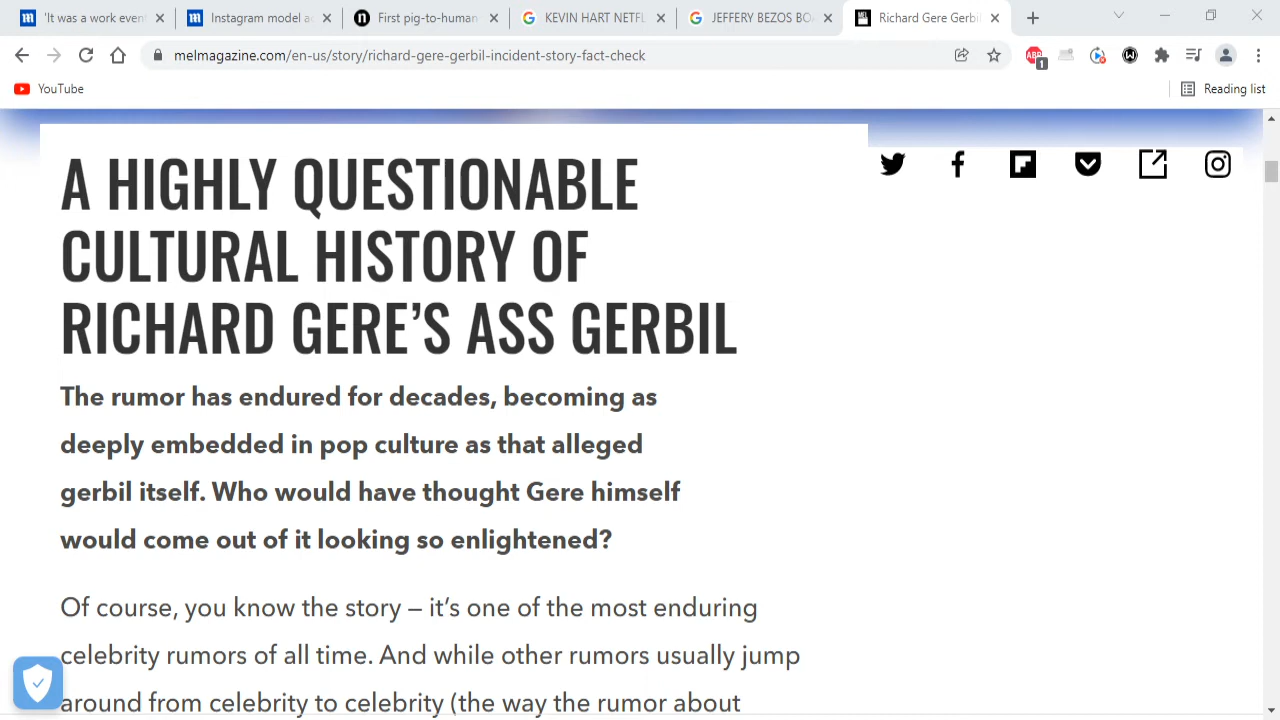 'It was a work even
Instagram model a
First pig-to-human
KEVIN HART NETFL
JEFFERY BEZOS BO
Richard Gere Gerbi
melmagazine.com/en-us/story/richard-gere-gerbil-incident-story-fact-check
ABP
1
YouTube
Reading list
A HIGHLY QUESTIONABLE
CULTURAL HISTORY OF
RICHARD GERE'S ASS GERBIL
The rumor has endured for decades, becoming as
deeply embedded in pop culture as that alleged
gerbil itself. Who would have thought Gere himself
would come out of it looking so enlightened?
Of course, you know the story – it's one of the most enduring
celebrity rumors of all time. And while other rumors usually jump
around from celebrity to celebrity (the way the rumor about